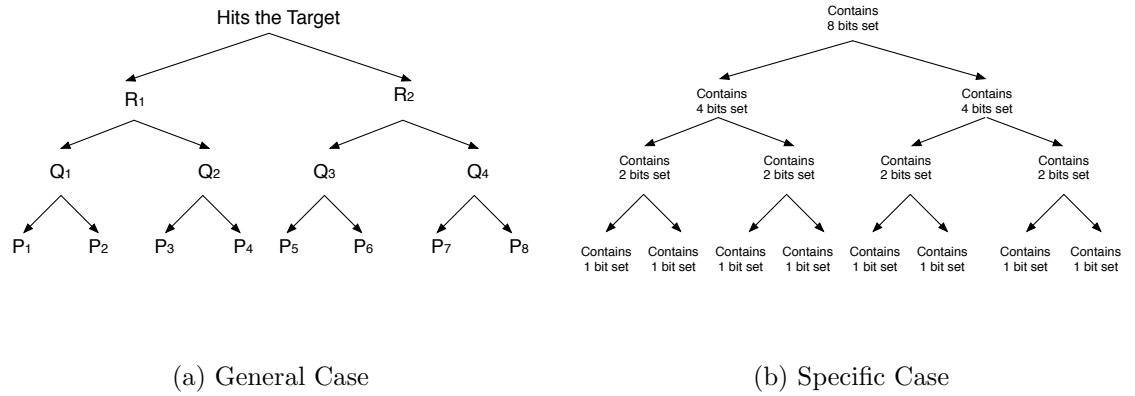 Hits the Target
R1
R2
Q1
Q2
Q3
Q4
P1
P2
P3
P4
P5
P6
P7
P8
(a) General Case
Contains
8 bits set
Contains
4 bits set
Contains
4 bits set
Contains
2 bits set
Contains
2 bits set
Contains
2 bits set
Contains
2 bits set
Contains
1 bit set
Contains
1 bit set
Contains
1 bit set
Contains
1 bit set
Contains
1 bit set
Contains
1 bit set
Contains
1 bit set
Contains
1 bit set
(b) Specific Case